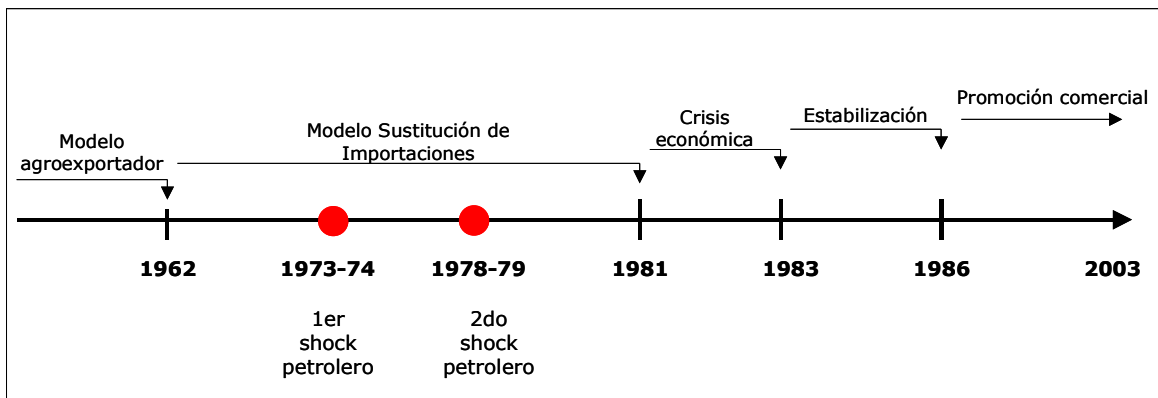 Modelo
agroexportador
Modelo Sustitución de
Importaciones
Crisis
económica
Estabilización
Promoción comercial
1962
1973-74
1978-79
1981
1983
1986
2003
1er
shock
petrolero
2do
shock
petrolero